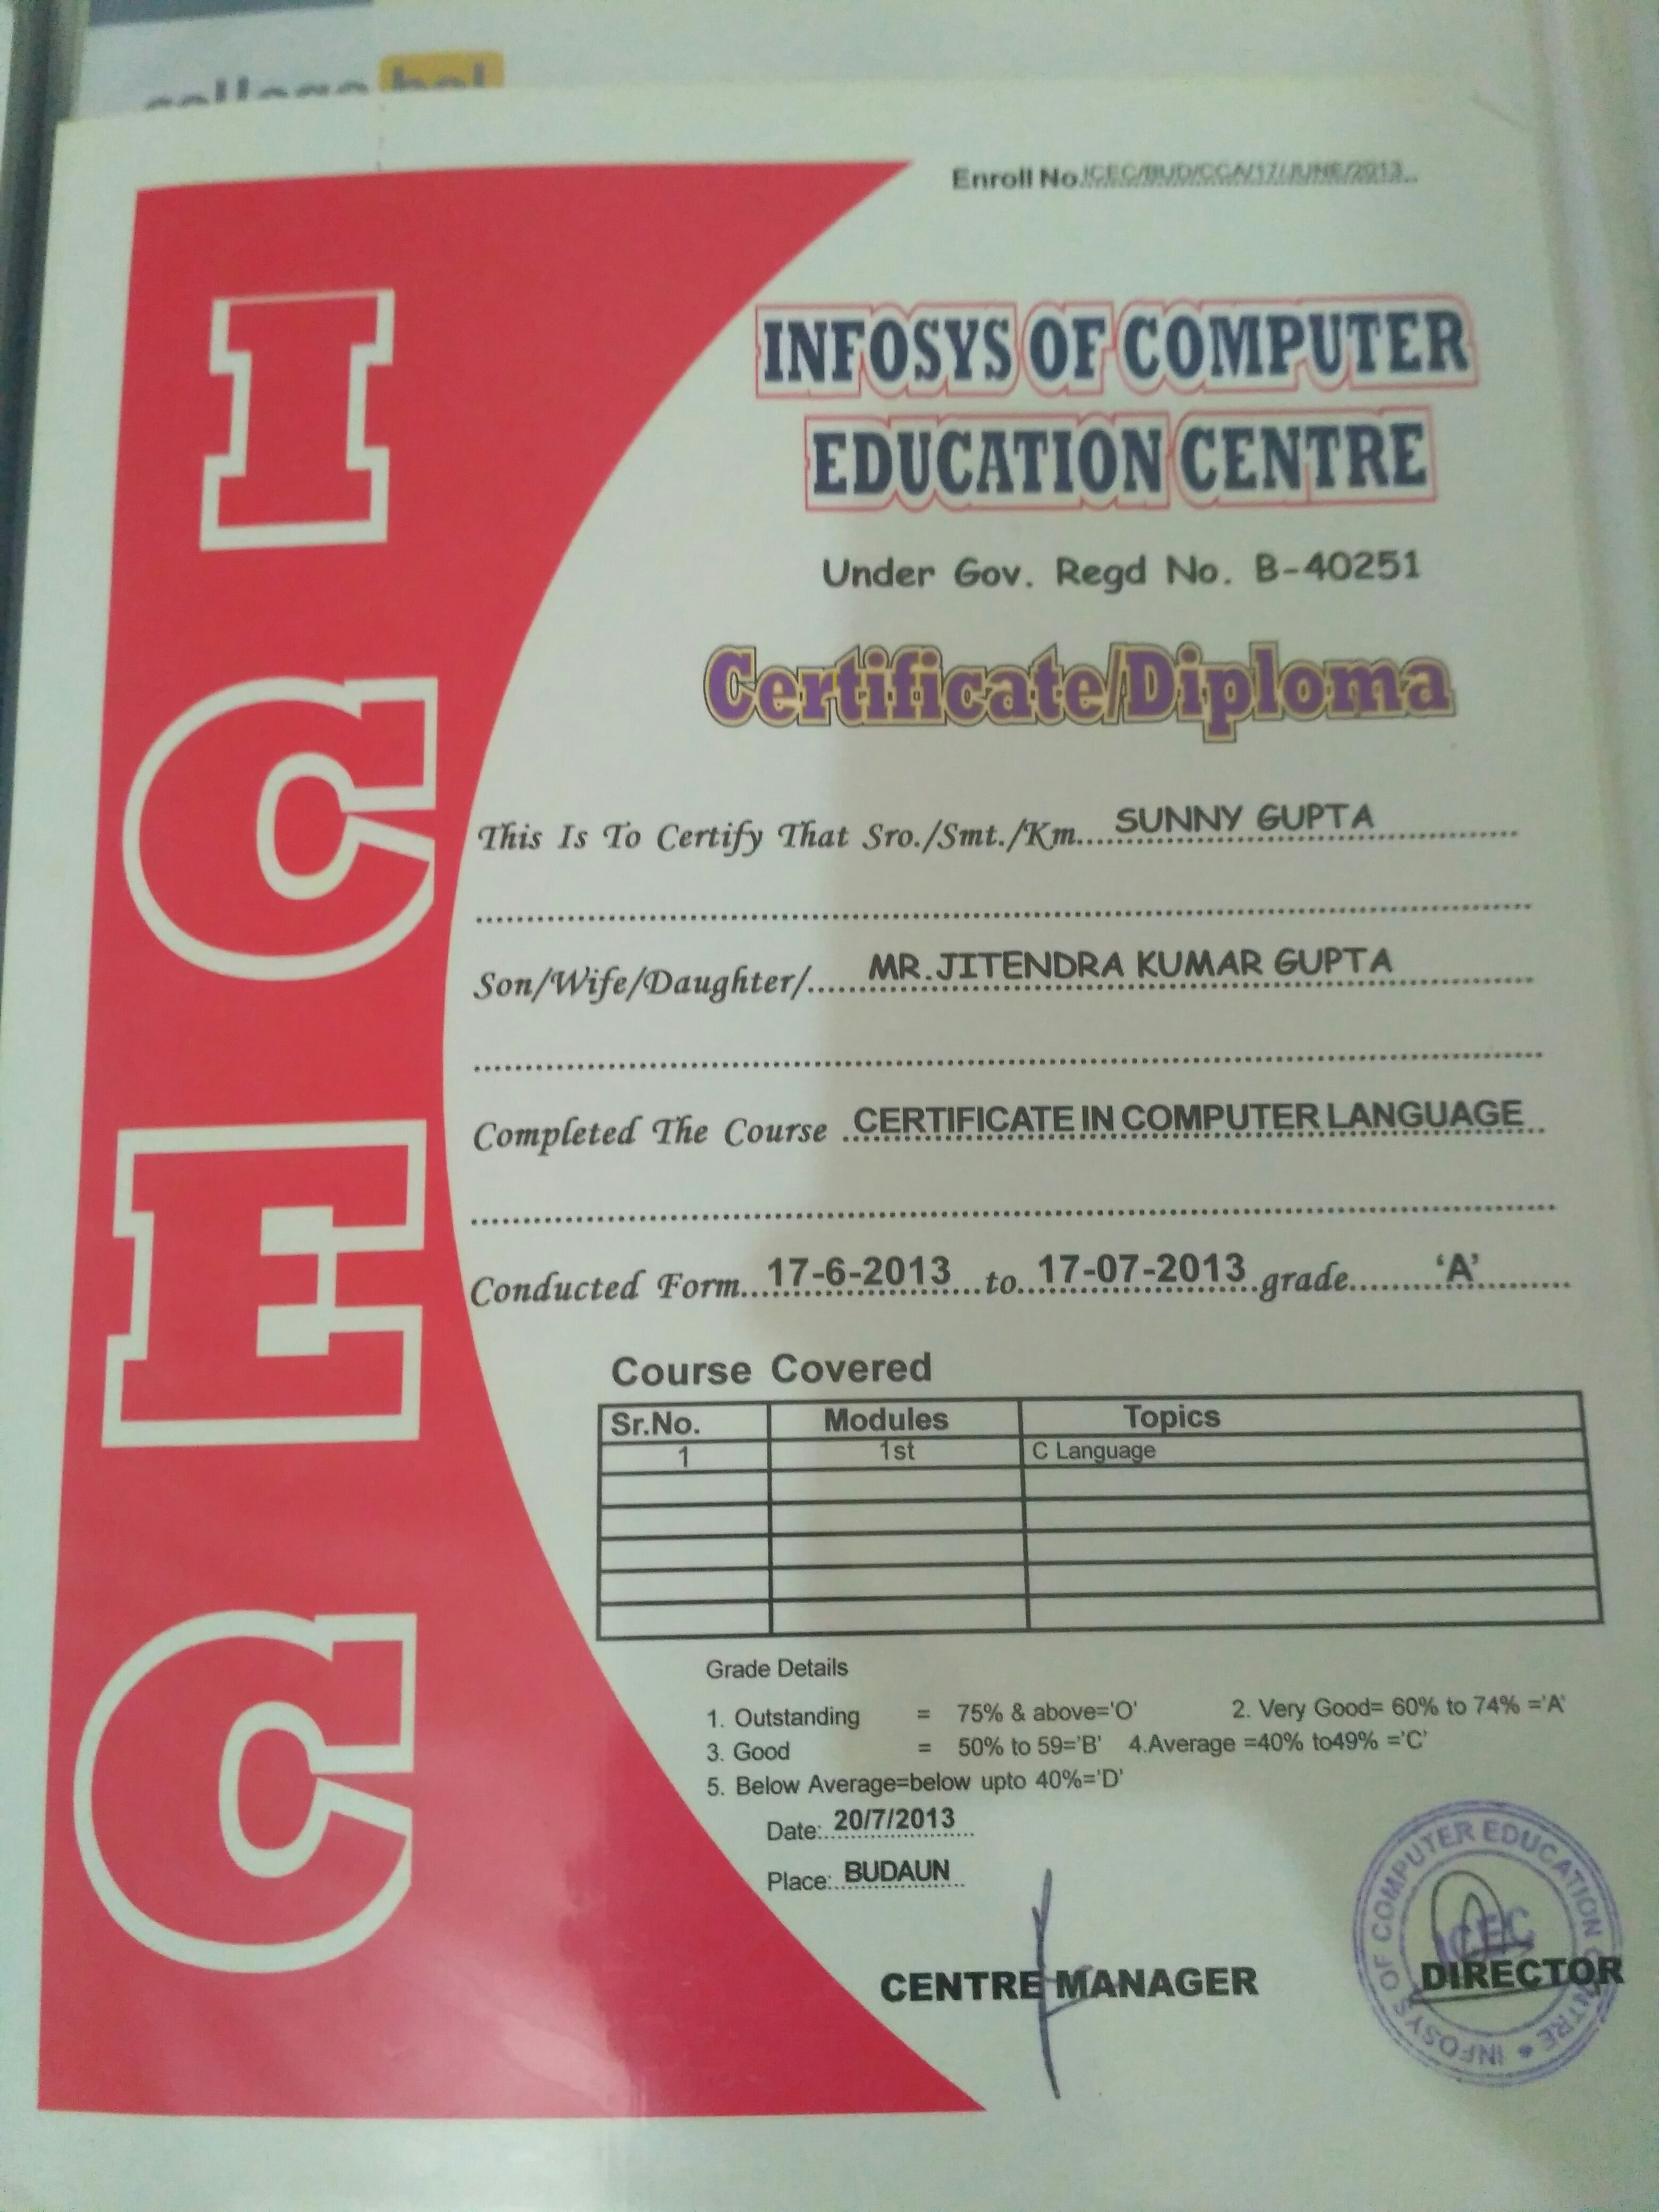 college
Enroll No.ICEC/BUD/CCA/17/JUNE/2013
I
C
E
C
INFOSYS OF COMPUTER
EDUCATION CENTRE
Under Gov. Regd No. B-40251
Certificate/Diploma
This Is To Certify That Sro./Smt./Km....SUNNY GUPTA
Son/Wife/Daughter/......MR.JITENDRA KUMAR GUPTA
Completed The Course .CERTIFICATE IN COMPUTER LANGUAGE..
Conducted Form...17-6-2013...to..17-07-2013.grade........'A'.........
Course Covered
Sr.No. Modules Topics
1 1st C Language
Grade Details
1. Outstanding = 75% & above='O' 2. Very Good= 60% to 74% ='A'
3. Good = 50% to 59='B' 4.Average =40% to49% ='C'
5. Below Average=below upto 40%='D'
Date:..20/7/2013
Place:..BUDAUN
CENTRE MANAGER
DIRECTOR
INFOSYS OF COMPUTER EDUCATION CENTRE
ICEC